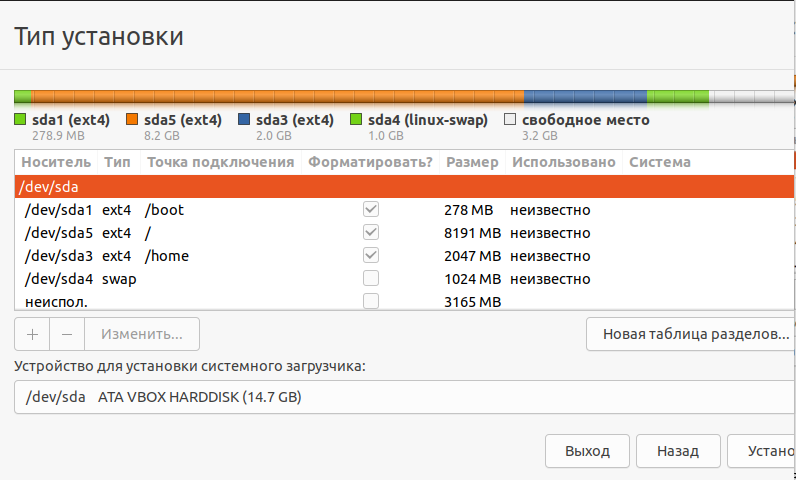 Тип установки
sda1 (ext4) sda5 (ext4) sda3 (ext4) sda4 (linux-swap) свободное место
278.9 MB 8.2 GB 2.0 GB 1.0 GB 3.2 GB
Носитель Тип Точка подключения Форматировать? Размер Использовано Система
/dev/sda
/dev/sda1 ext4 /boot 278 MB неизвестно
/dev/sda5 ext4 / 8191 MB неизвестно
/dev/sda3 ext4 /home 2047 MB неизвестно
/dev/sda4 swap 1024 MB неизвестно
неиспол. 3165 MB
+ − Изменить... Новая таблица разделов...
Устройство для установки системного загрузчика:
/dev/sda ATA VBOX HARDDISK (14.7 GB)
Выход Назад Устано